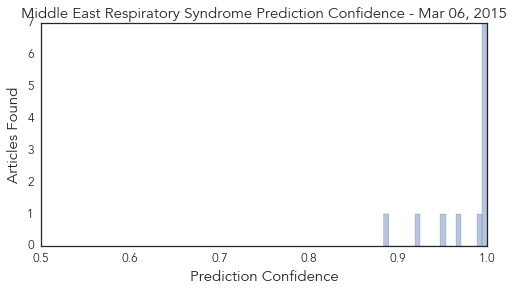 Middle East Respiratory Syndrome Prediction Confidence - Mar 06, 2015
7
6
5
4
3
2
1
0
Articles Found
0.5 0.6 0.7 0.8 0.9 1.0
Prediction Confidence